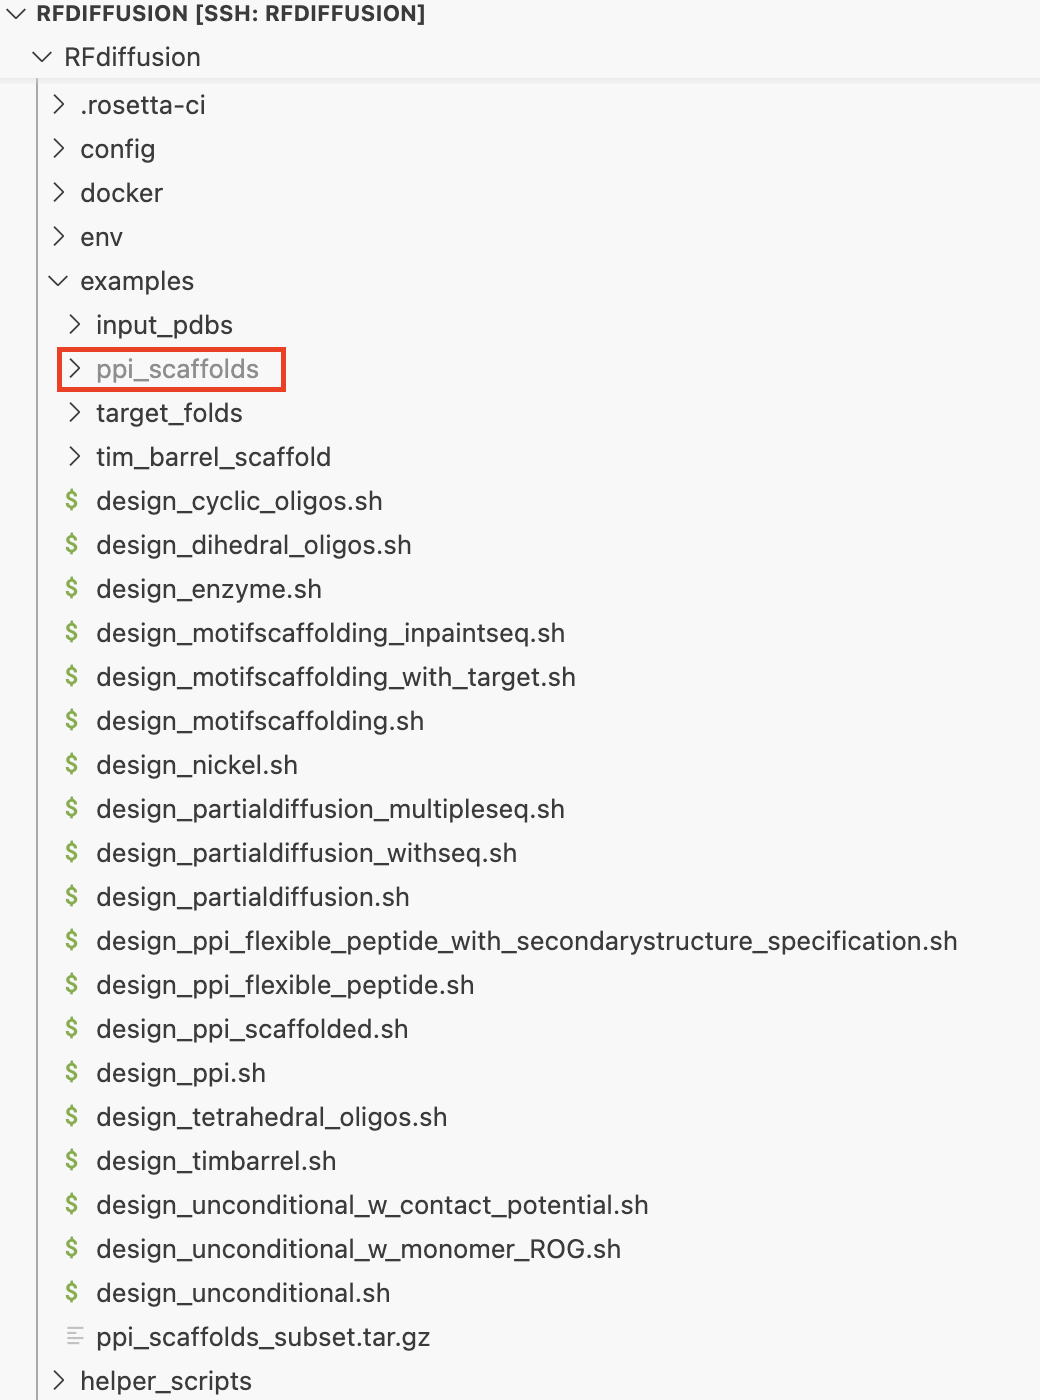 RFDIFFUSION [SSH: RFDIFFUSION]
RFdiffusion
.rosetta-ci
config
docker
env
examples
input_pdbs
ppi_scaffolds
target_folds
tim_barrel_scaffold
$ design_cyclic_oligos.sh
$ design_dihedral_oligos.sh
$ design_enzyme.sh
$ design_motifscaffolding_inpaintseq.sh
$ design_motifscaffolding_with_target.sh
$ design_motifscaffolding.sh
$ design_nickel.sh
$ design_partialdiffusion_multipleseq.sh
$ design_partialdiffusion_withseq.sh
$ design_partialdiffusion.sh
$ design_ppi_flexible_peptide_with_secondarystructure_specification.sh
$ design_ppi_flexible_peptide.sh
$ design_ppi_scaffolded.sh
$ design_ppi.sh
$ design_tetrahedral_oligos.sh
$ design_timbarrel.sh
$ design_unconditional_w_contact_potential.sh
$ design_unconditional_w_monomer_ROG.sh
$ design_unconditional.sh
ppi_scaffolds_subset.tar.gz
helper_scripts